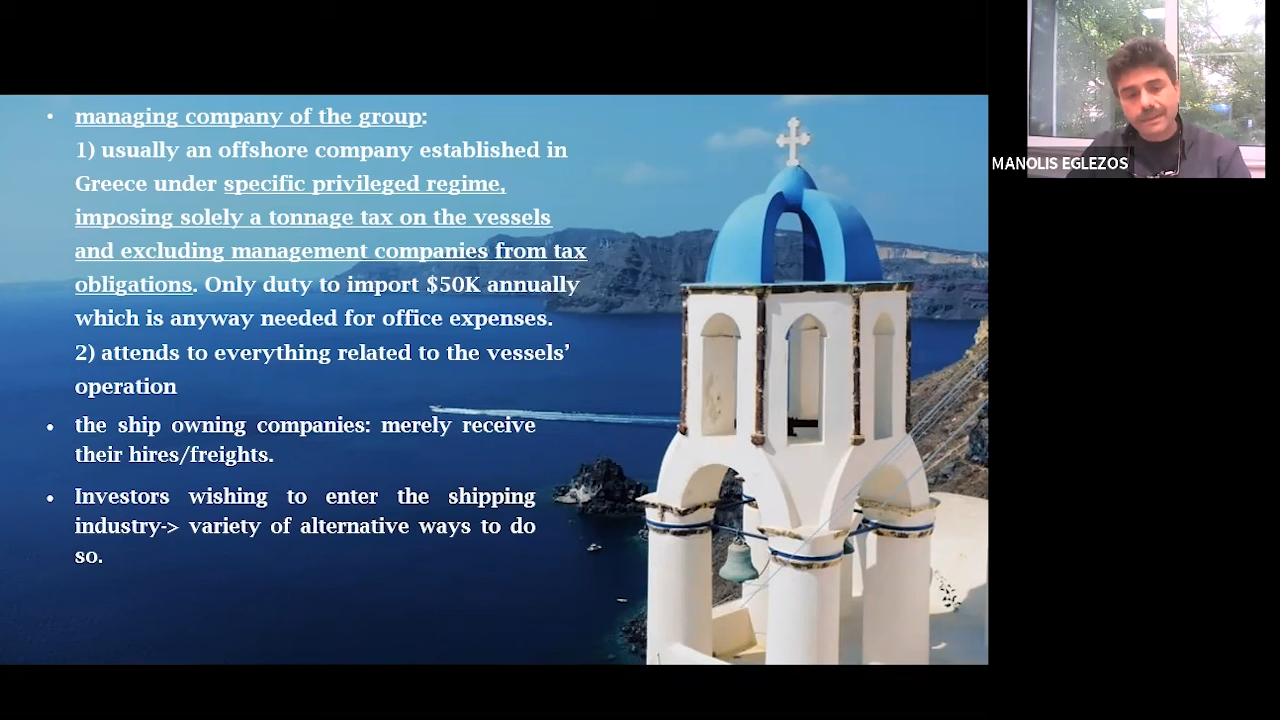 • managing company of the group:
1) usually an offshore company established in
Greece under specific privileged regime,
imposing solely a tonnage tax on the vessels
and excluding management companies from tax
obligations. Only duty to import $50K annually
which is anyway needed for office expenses.
2) attends to everything related to the vessels’
operation
• the ship owning companies: merely receive
their hires/freights.
• Investors wishing to enter the shipping
industry-> variety of alternative ways to do
so.
MANOLIS EGLEZOS